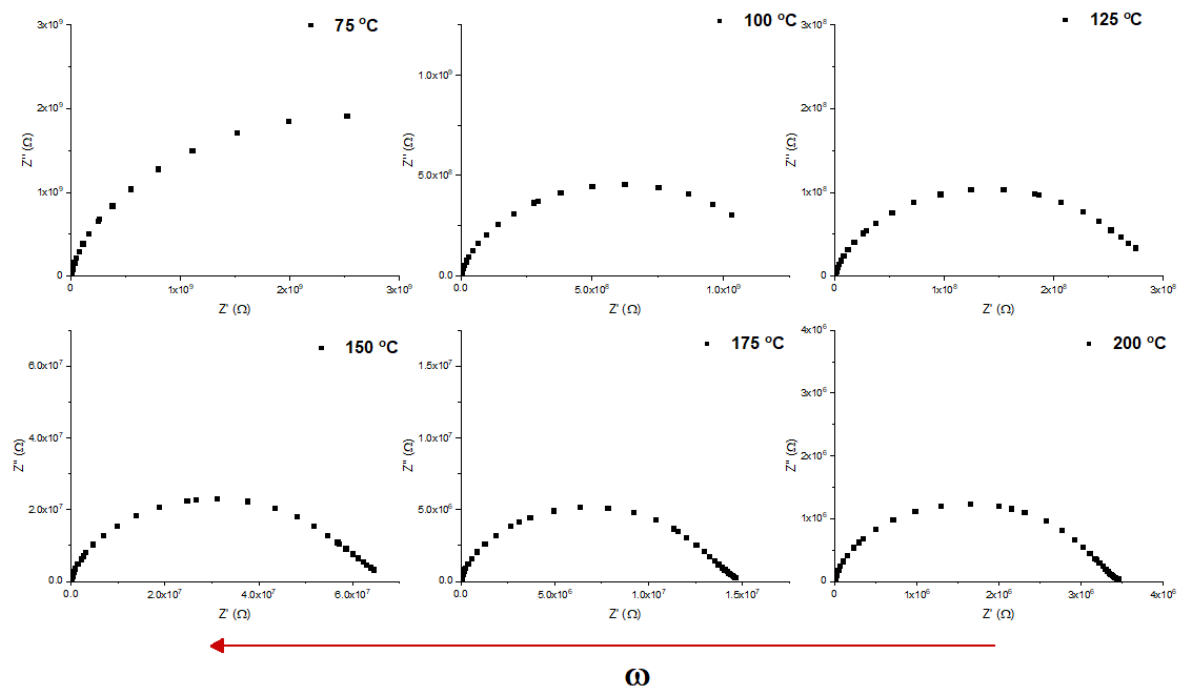 75 °C
3x10⁹
2x10⁹
1x10⁹
0
Z'' (Ω)
0
1x10⁹
2x10⁹
3x10⁹
Z' (Ω)
100 °C
1.0x10⁹
5.0x10⁸
0.0
Z'' (Ω)
0.0
5.0x10⁸
1.0x10⁹
Z' (Ω)
125 °C
3x10⁸
2x10⁸
1x10⁸
0
Z'' (Ω)
0
1x10⁸
2x10⁸
3x10⁸
Z' (Ω)
150 °C
6.0x10⁷
4.0x10⁷
2.0x10⁷
0.0
Z'' (Ω)
0.0
2.0x10⁷
4.0x10⁷
6.0x10⁷
Z' (Ω)
175 °C
1.5x10⁷
1.0x10⁷
5.0x10⁶
0.0
Z'' (Ω)
0.0
5.0x10⁶
1.0x10⁷
1.5x10⁷
Z' (Ω)
200 °C
4x10⁶
3x10⁶
2x10⁶
1x10⁶
0
Z'' (Ω)
0
1x10⁶
2x10⁶
3x10⁶
4x10⁶
Z' (Ω)
ω